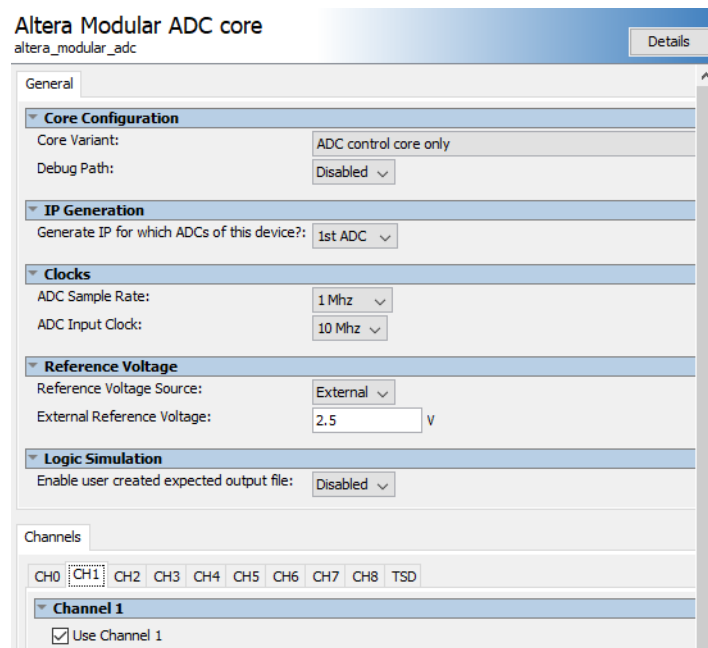 Altera Modular ADC core
altera_modular_adc
Details
General
Core Configuration
Core Variant: ADC control core only
Debug Path: Disabled
IP Generation
Generate IP for which ADCs of this device?: 1st ADC
Clocks
ADC Sample Rate: 1 Mhz
ADC Input Clock: 10 Mhz
Reference Voltage
Reference Voltage Source: External
External Reference Voltage: 2.5 V
Logic Simulation
Enable user created expected output file: Disabled
Channels
CH0 CH1 CH2 CH3 CH4 CH5 CH6 CH7 CH8 TSD
Channel 1
Use Channel 1